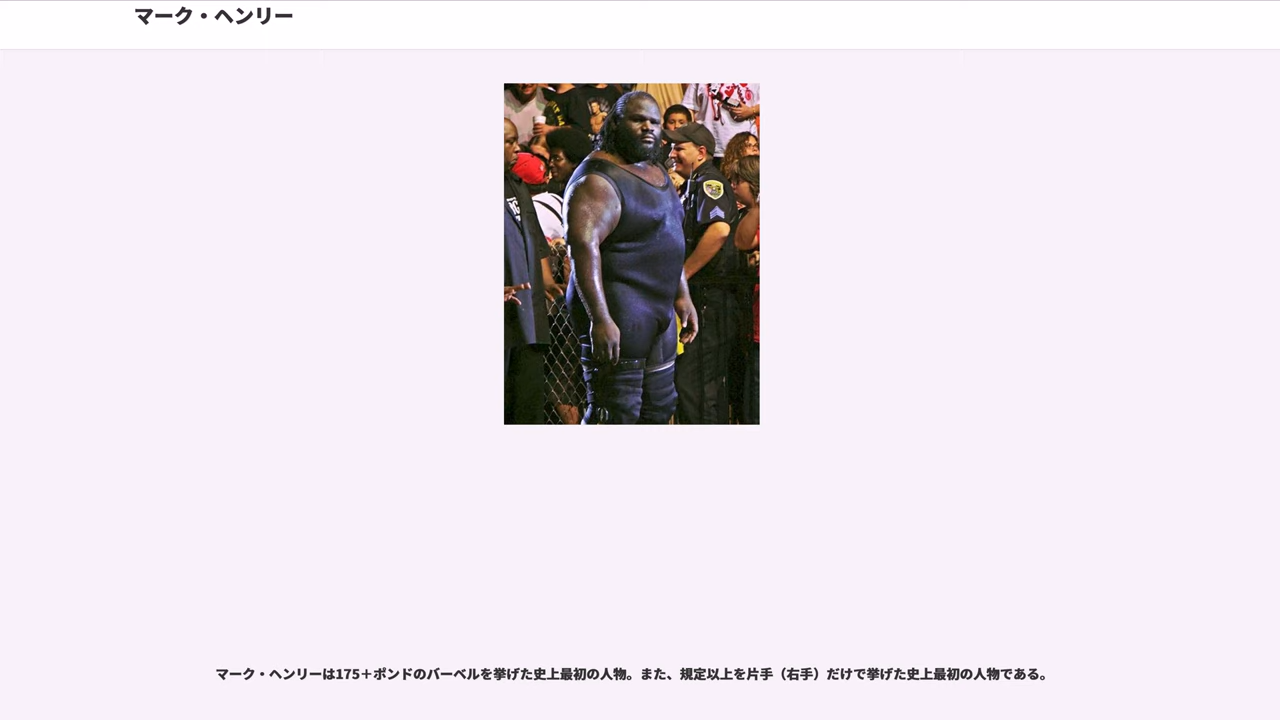 マーク・ヘンリー
マーク・ヘンリーは175＋ポンドのバーベルを挙げた史上最初の人物。また、規定以上を片手（右手）だけで挙げた史上最初の人物である。